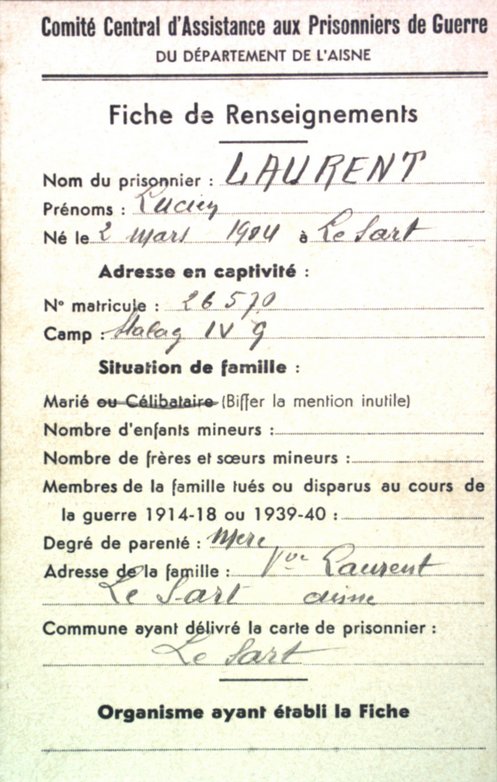 Comité Central d'Assistance aux Prisonniers de Guerre
DU DÉPARTEMENT DE L'AISNE
Fiche de Renseignements
Nom du prisonnier : LAURENT
Prénoms : Lucien
Né le 2 mars 1904 à Le Sart
Adresse en captivité :
N° matricule : 26570
Camp : Stalag IV G
Situation de famille :
Marié ou Célibataire (Biffer la mention inutile)
Nombre d'enfants mineurs :
Nombre de frères et sœurs mineurs :
Membres de la famille tués ou disparus au cours de
la guerre 1914-18 ou 1939-40 :
Degré de parenté : Mere
Adresse de la famille : Vve Laurent
Le Sart aisne
Commune ayant délivré la carte de prisonnier :
Le Sart
Organisme ayant établi la Fiche